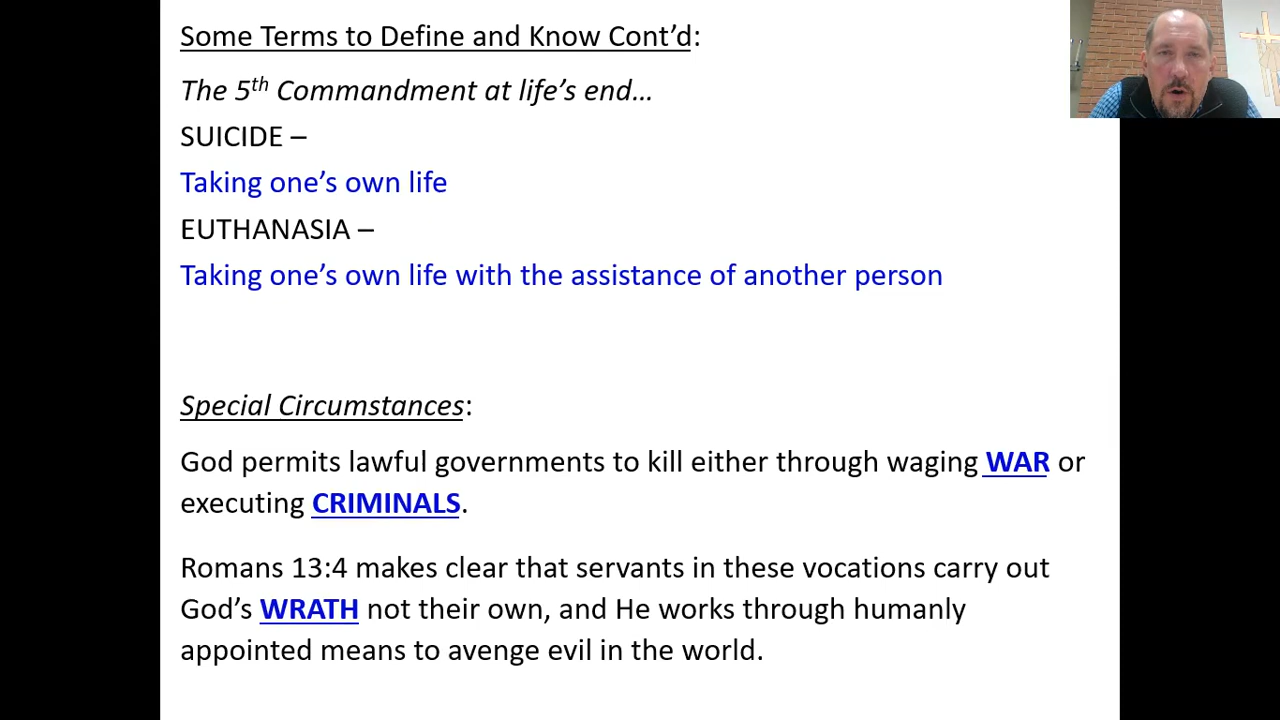 Some Terms to Define and Know Cont’d:
The 5th Commandment at life’s end…
SUICIDE –
Taking one’s own life
EUTHANASIA –
Taking one’s own life with the assistance of another person
Special Circumstances:
God permits lawful governments to kill either through waging WAR or
executing CRIMINALS.
Romans 13:4 makes clear that servants in these vocations carry out
God’s WRATH not their own, and He works through humanly
appointed means to avenge evil in the world.